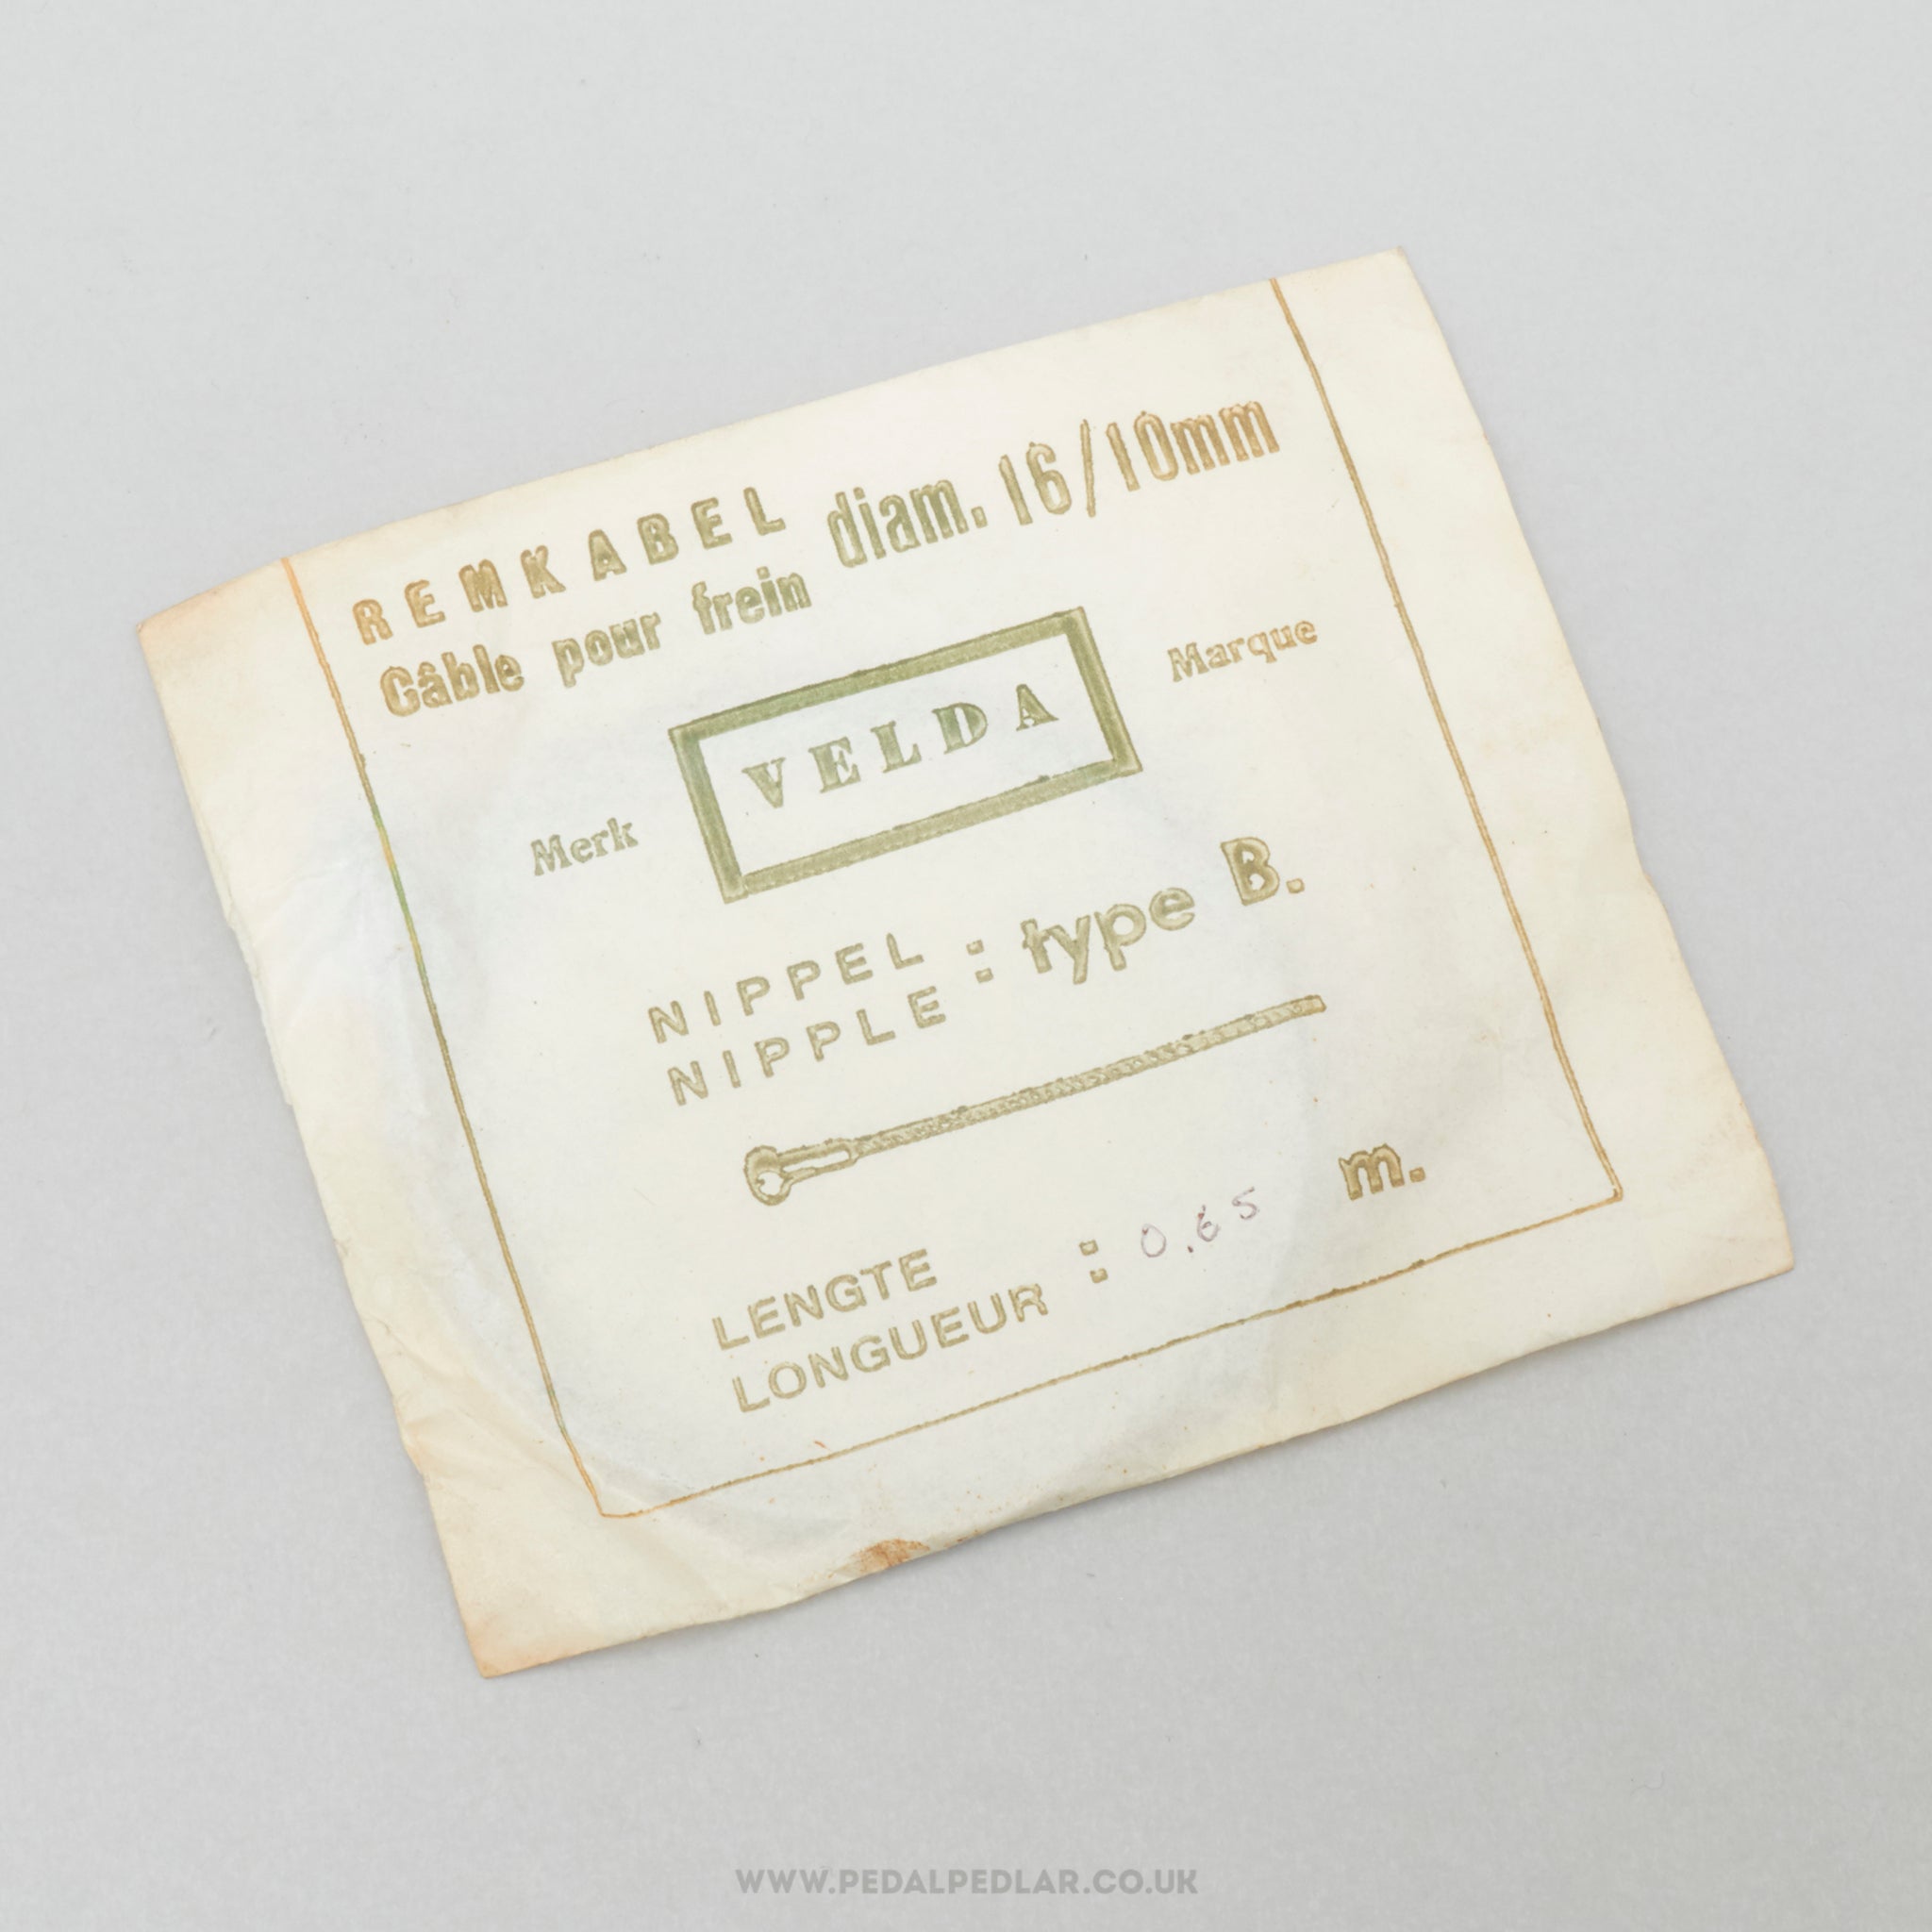 REMKABEL
Câble pour frein
diam. 16/10mm
Merk
VELDA
Marque
NIPPEL
NIPPLE
: type B.
LENGTE
LONGUEUR
: 0.65 m.
WWW.PEDALPEDLAR.CO.UK